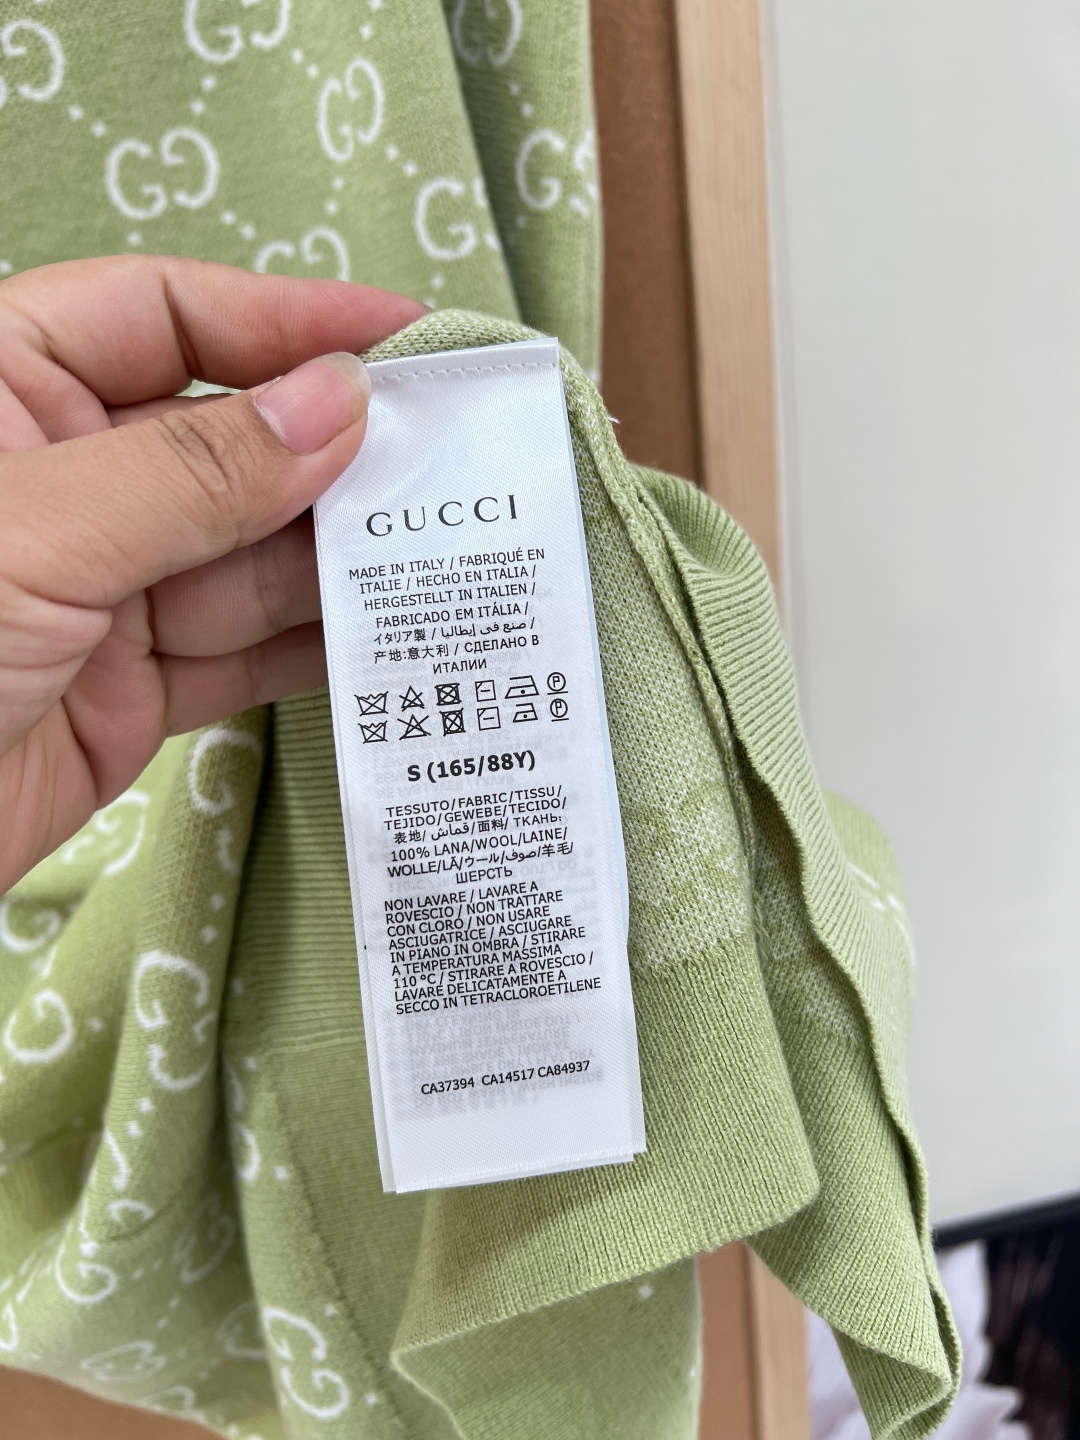 GUCCI
MADE IN ITALY / FABRIQUÉ EN
ITALIE / HECHO EN ITALIA /
HERGESTELLT IN ITALIEN /
FABRICADO EM ITÁLIA /
イタリア製 / صنع في إيطاليا /
产地:意大利 / СДЕЛАНО В
ИТАЛИИ
S (165/88Y)
TESSUTO/FABRIC/TISSU/
TEJIDO/GEWEBE/TECIDO/
表地/ قماش/面料/ ТКАНЬ:
100% LANA/WOOL/LAINE/
WOLLE/LÃ/ウール/صوف/羊毛/
ШЕРСТЬ
NON LAVARE / LAVARE A
ROVESCIO / NON TRATTARE
CON CLORO / NON USARE
ASCIUGATRICE / ASCIUGARE
IN PIANO IN OMBRA / STIRARE
A TEMPERATURA MASSIMA
110 °C / STIRARE A ROVESCIO /
LAVARE DELICATAMENTE A
SECCO IN TETRACLOROETILENE
CA37394 CA14517 CA84937